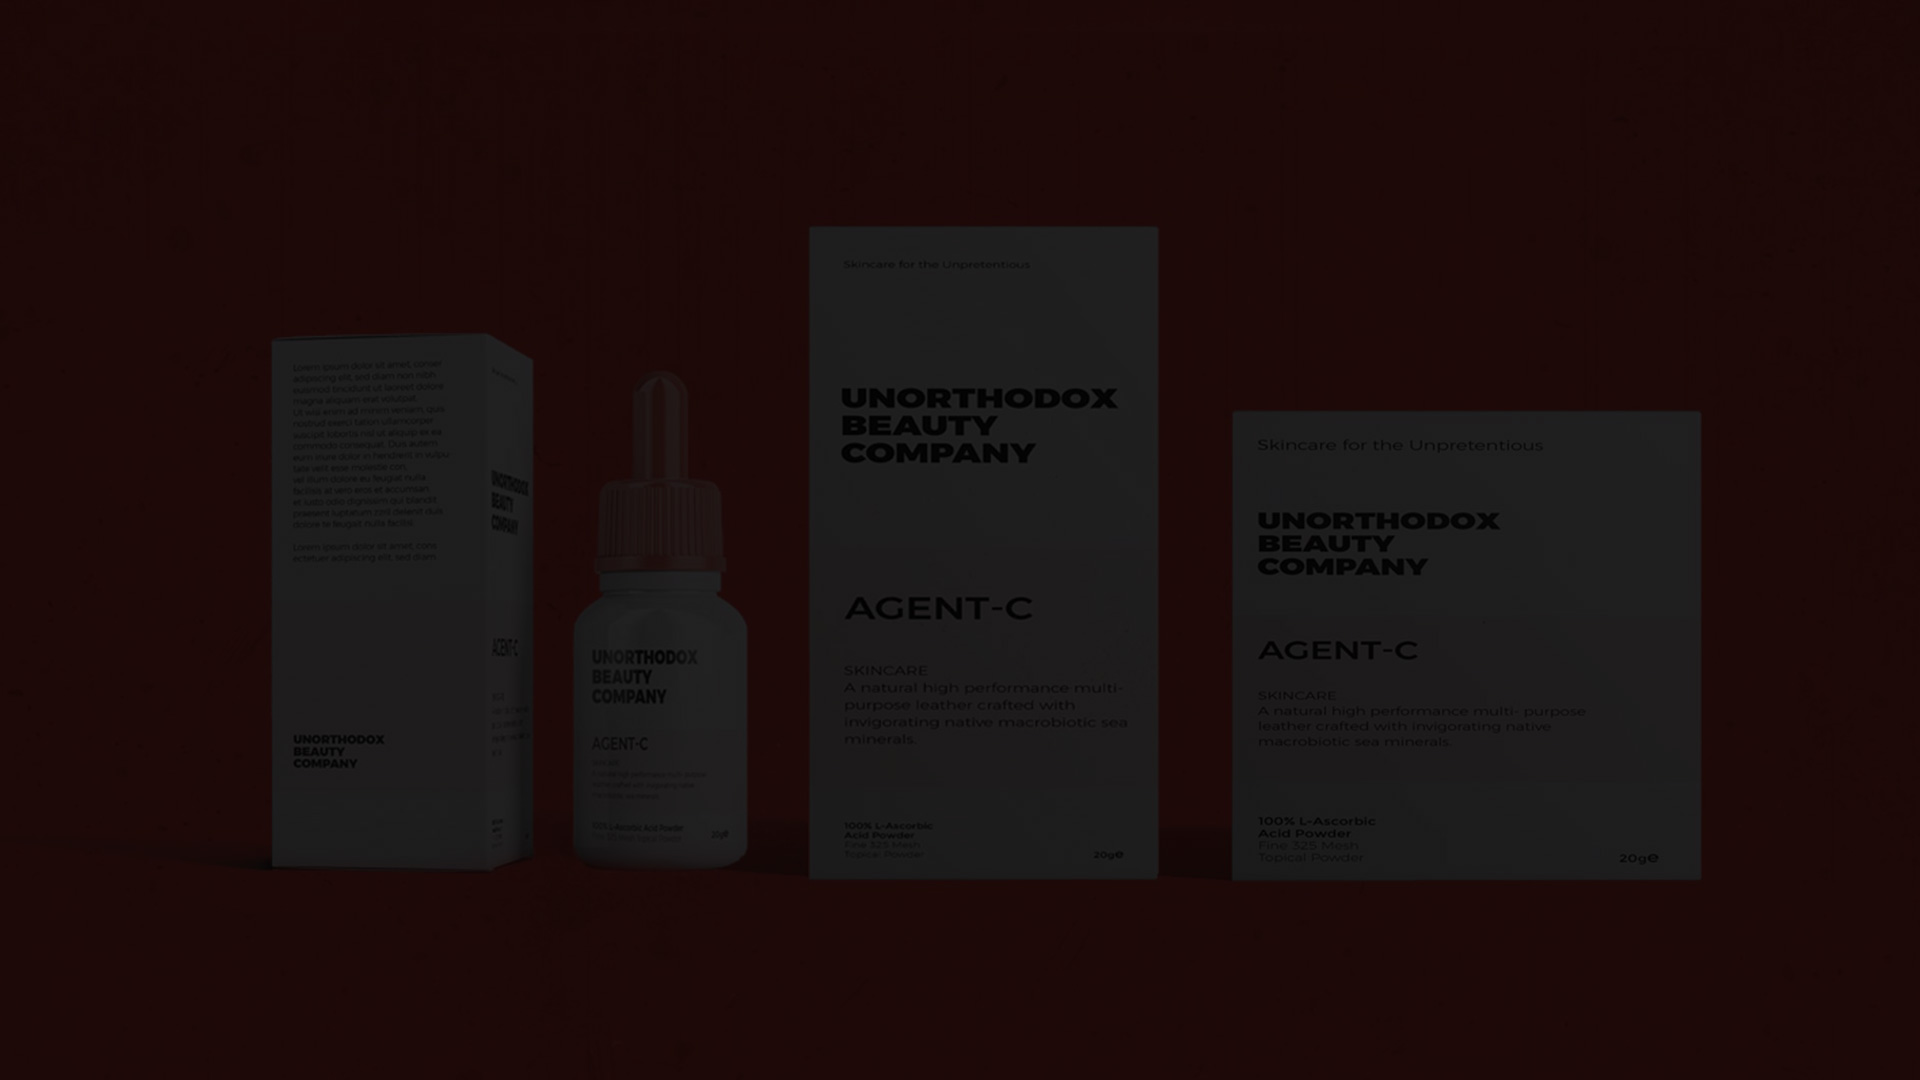 Lorem ipsum dolor sit amet, conser
adipiscing elit, sed diam non nibh
euismod tincidunt ut laoreet dolore
magna aliquam erat volutpat.
Ut wisi enim ad minim veniam, quis
nostrud exerci tation ullamcorper
suscipit lobortis nisl ut aliquip ex ea
commodo consequat. Duis autem
eum iriure dolor in hendrerit in vulpu
tate velit esse molestie con,
vel illum dolore eu feugiat nulla
facilisis at vero eros et accumsan,
et iusto odio dignissim qui blandit
praesent luptatum zzril delenit duis
dolore te feugait nulla facilisi.
Lorem ipsum dolor sit amet, cons
ectetuer adipiscing elit, sed diam.
UNORTHODOX
BEAUTY
COMPANY
UNORTHODOX
BEAUTY
COMPANY
AGENT-C
UNORTHODOX
BEAUTY
COMPANY
AGENT-C
100% L-Ascorbic Acid Powder
20g℮
Skincare for the Unpretentious
UNORTHODOX
BEAUTY
COMPANY
AGENT-C
SKINCARE
A natural high performance multi-
purpose leather crafted with
invigorating native macrobiotic sea
minerals.
100% L-Ascorbic
Acid Powder
Fine 325 Mesh
Topical Powder
20g℮
Skincare for the Unpretentious
UNORTHODOX
BEAUTY
COMPANY
AGENT-C
SKINCARE
A natural high performance multi- purpose
leather crafted with invigorating native
macrobiotic sea minerals.
100% L-Ascorbic
Acid Powder
Fine 325 Mesh
Topical Powder
20g℮